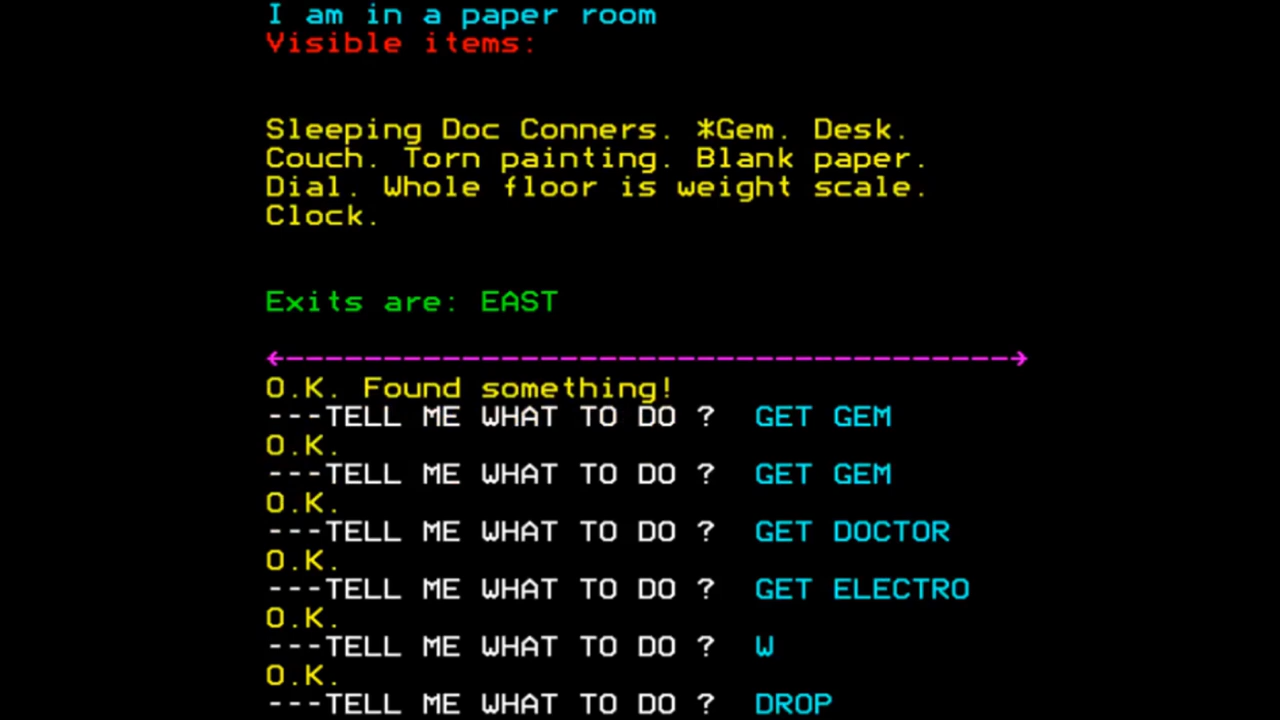 I am in a paper room
Visible items:
Sleeping Doc Conners. *Gem. Desk.
Couch. Torn painting. Blank paper.
Dial. Whole floor is weight scale.
Clock.
Exits are: EAST
<-------------------------------------->
O.K. Found something!
---TELL ME WHAT TO DO ? GET GEM
O.K.
---TELL ME WHAT TO DO ? GET GEM
O.K.
---TELL ME WHAT TO DO ? GET DOCTOR
O.K.
---TELL ME WHAT TO DO ? GET ELECTRO
O.K.
---TELL ME WHAT TO DO ? W
O.K.
---TELL ME WHAT TO DO ? DROP